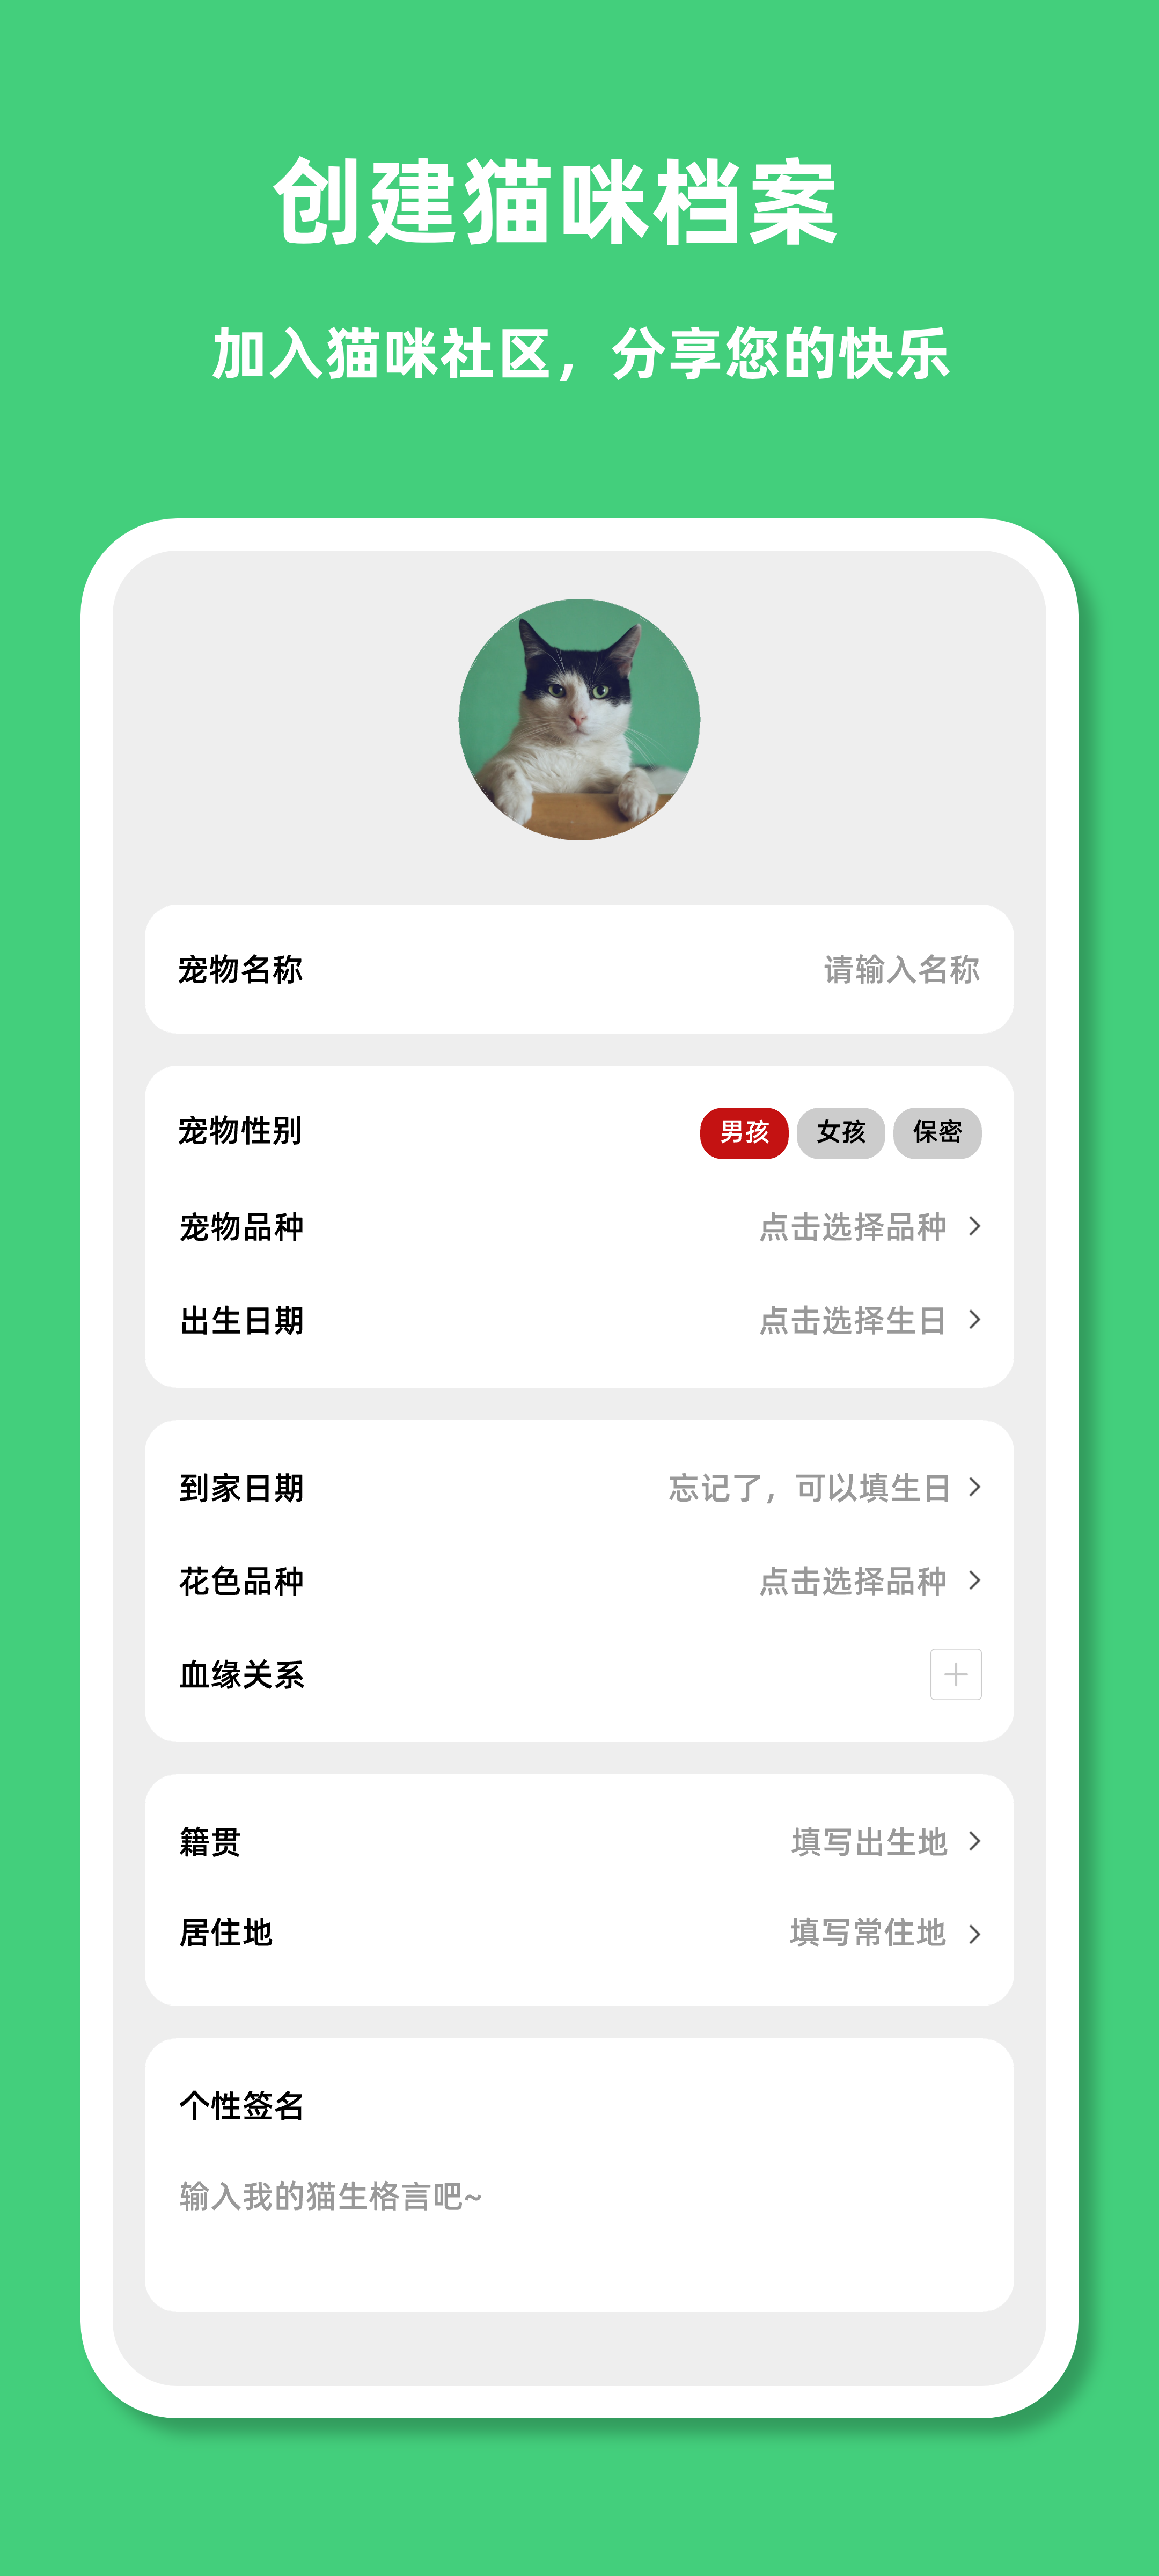 创建猫咪档案
加入猫咪社区，分享您的快乐
宠物名称 请输入名称
宠物性别 男孩 女孩 保密
宠物品种 点击选择品种
出生日期 点击选择生日
到家日期 忘记了，可以填生日
花色品种 点击选择品种
血缘关系
籍贯 填写出生地
居住地 填写常住地
个性签名
输入我的猫生格言吧~